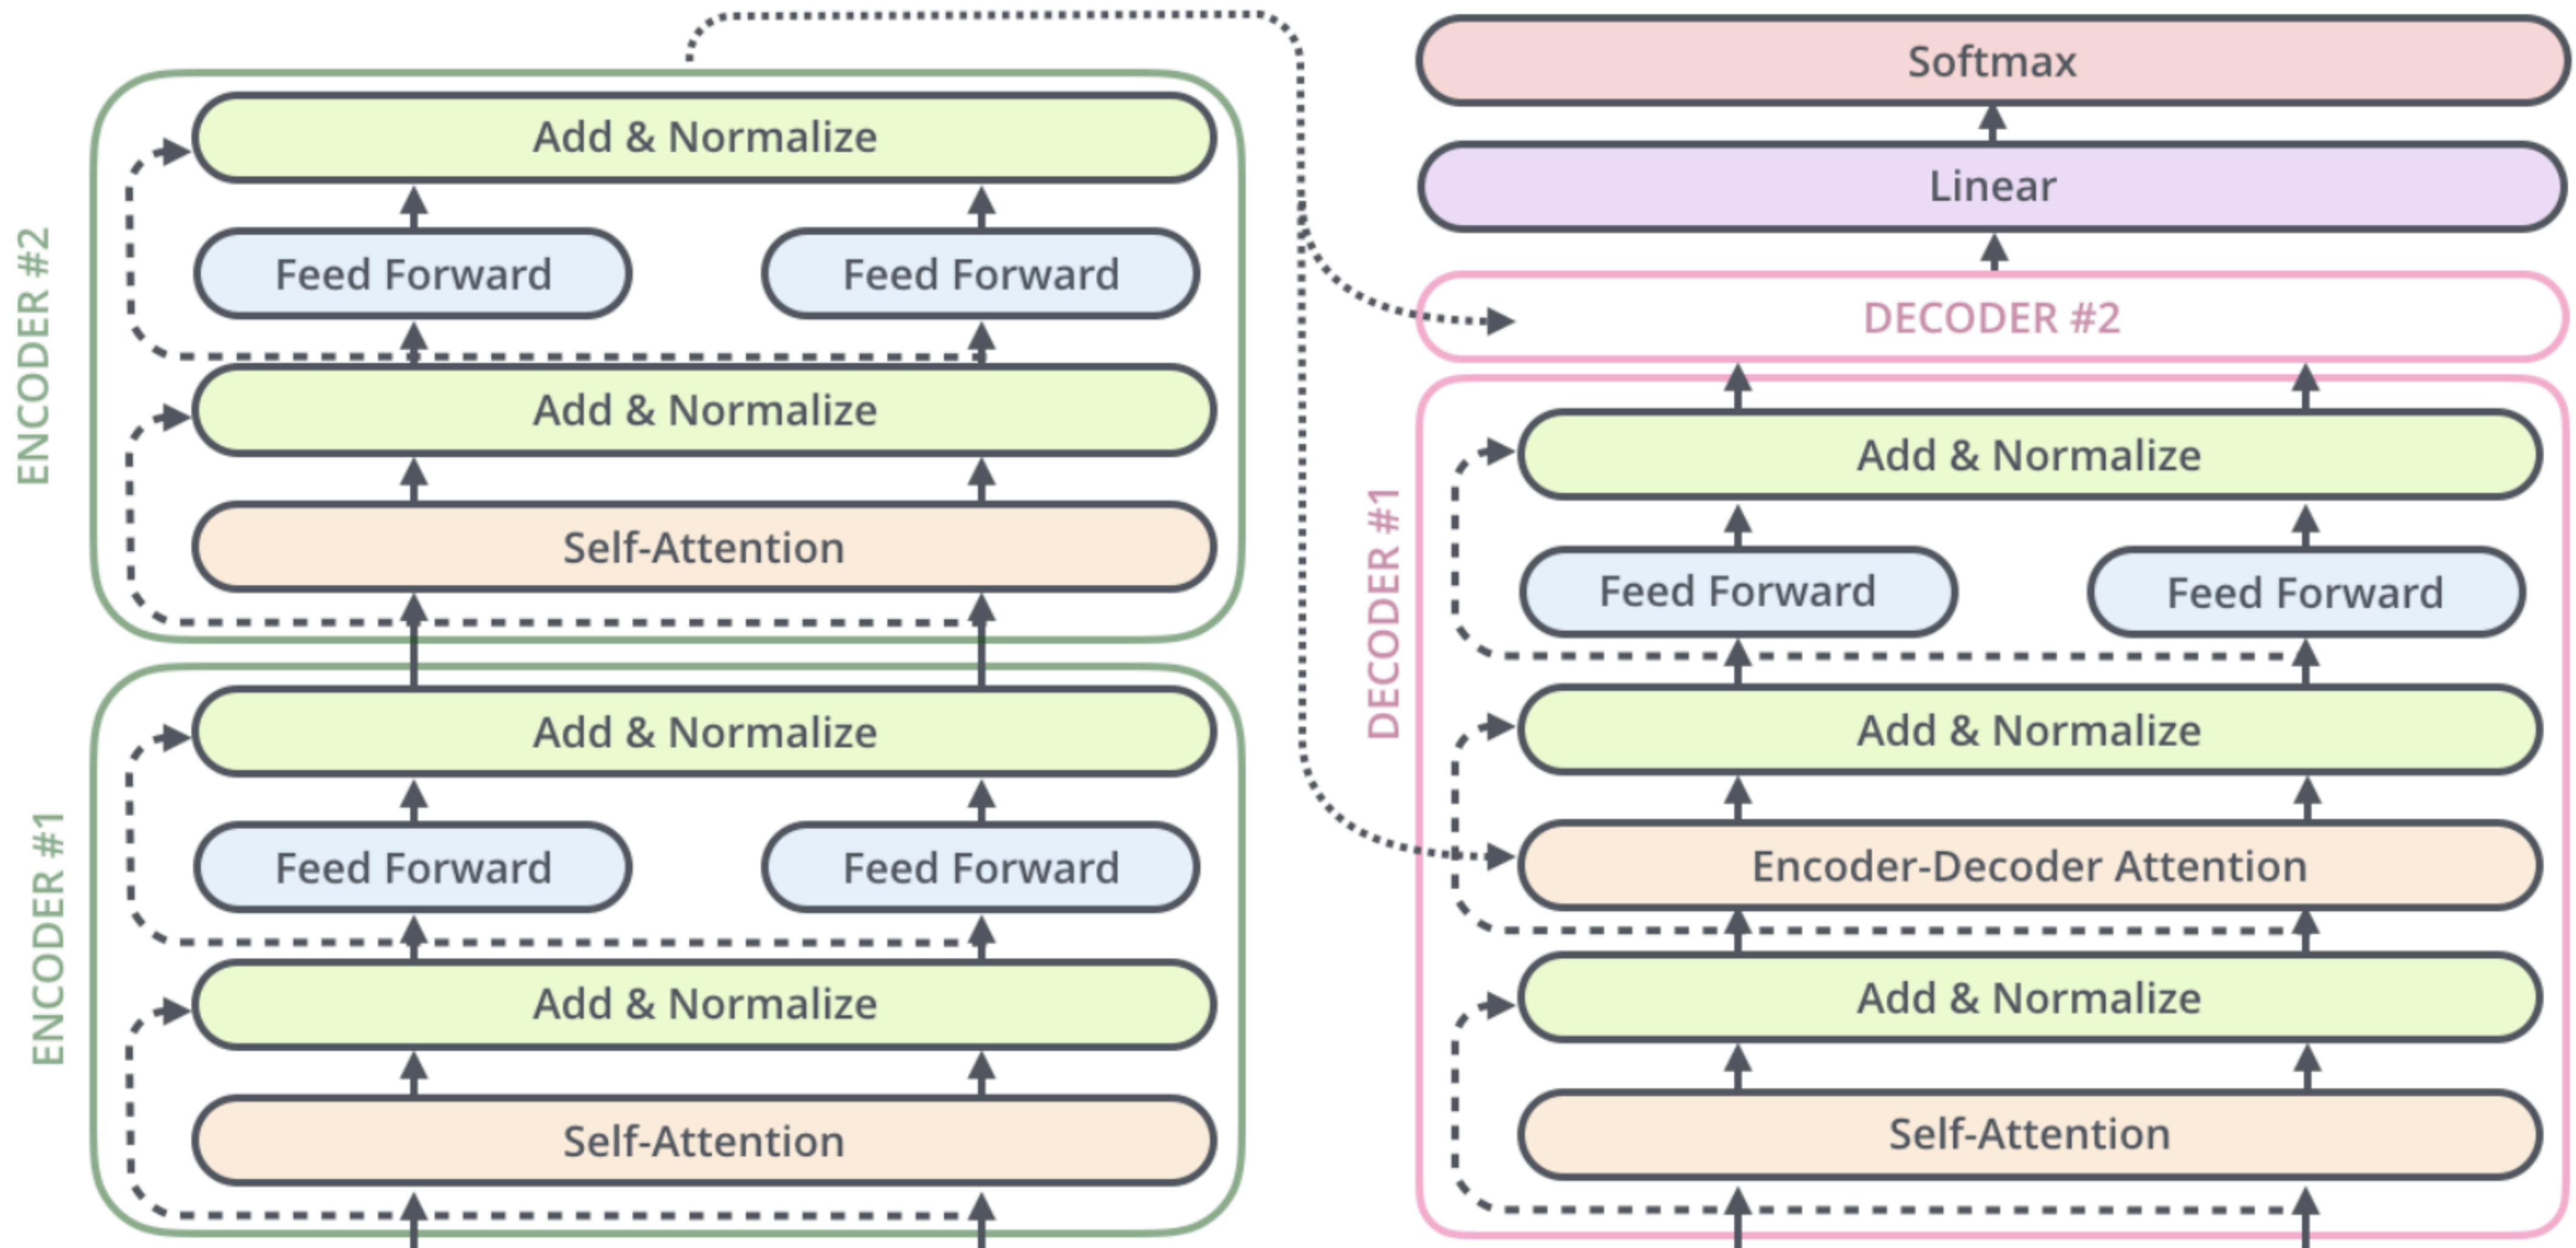 ENCODER #2
Add & Normalize
Feed Forward
Feed Forward
Add & Normalize
Self-Attention
ENCODER #1
Add & Normalize
Feed Forward
Feed Forward
Add & Normalize
Self-Attention
Softmax
Linear
DECODER #2
DECODER #1
Add & Normalize
Feed Forward
Feed Forward
Add & Normalize
Encoder-Decoder Attention
Add & Normalize
Self-Attention